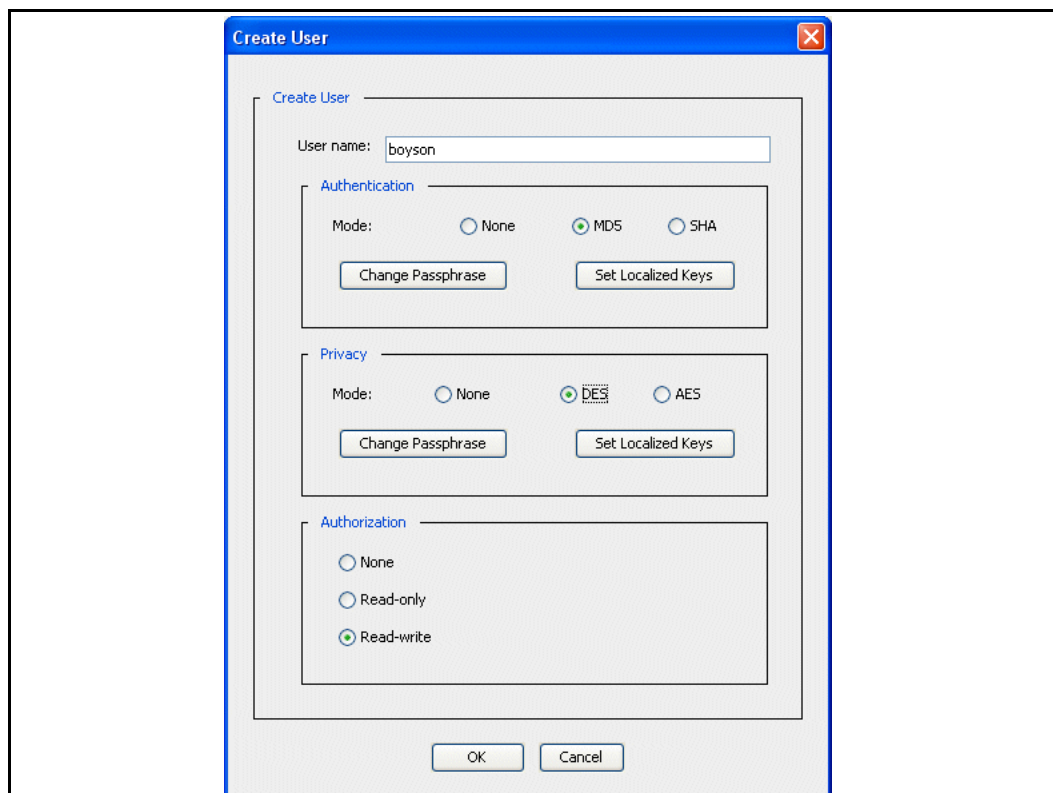 Create User
Create User
User name: boyson
Authentication
Mode: None MD5 SHA
Change Passphrase Set Localized Keys
Privacy
Mode: None DES AES
Change Passphrase Set Localized Keys
Authorization
None
Read-only
Read-write
OK Cancel